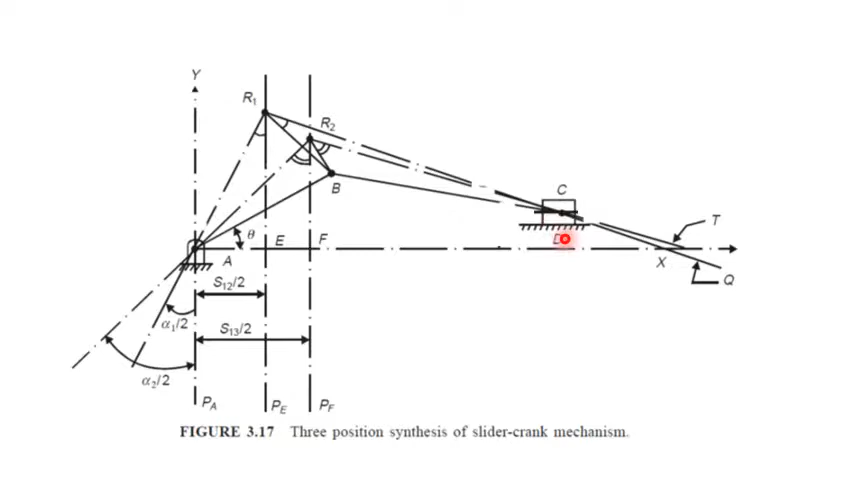 Y
R1
R2
B
C
T
θ
E
F
A
X
Q
S12/2
α1/2
S13/2
α2/2
PA
PE
PF
FIGURE 3.17 Three position synthesis of slider-crank mechanism.